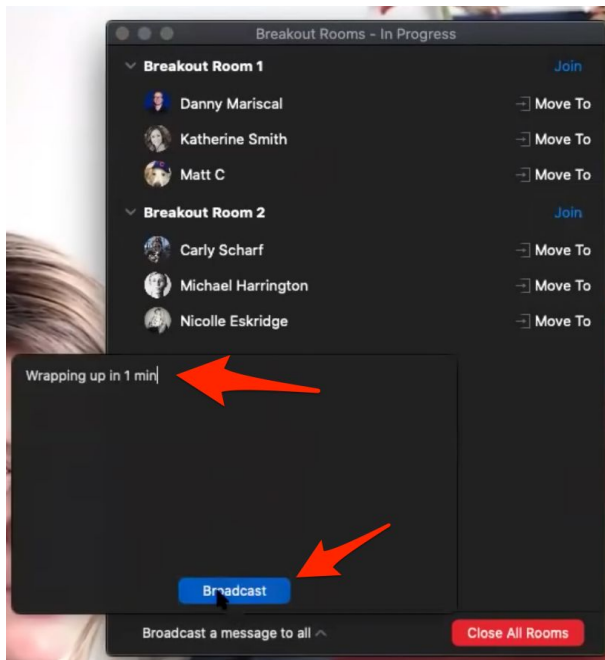 Breakout Rooms - In Progress
Breakout Room 1 Join
Danny Mariscal Move To
Katherine Smith Move To
Matt C Move To
Breakout Room 2 Join
Carly Scharf Move To
Michael Harrington Move To
Nicolle Eskridge Move To
Wrapping up in 1 min
Broadcast
Broadcast a message to all Close All Rooms